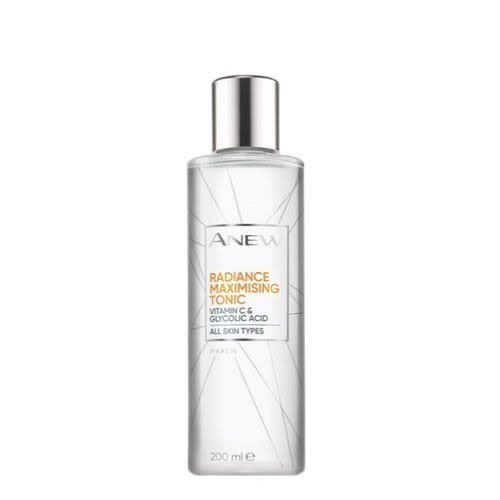 ANEW
RADIANCE
MAXIMISING
TONIC
VITAMIN C &
GLYCOLIC ACID
ALL SKIN TYPES
AVON
200 ml ℮